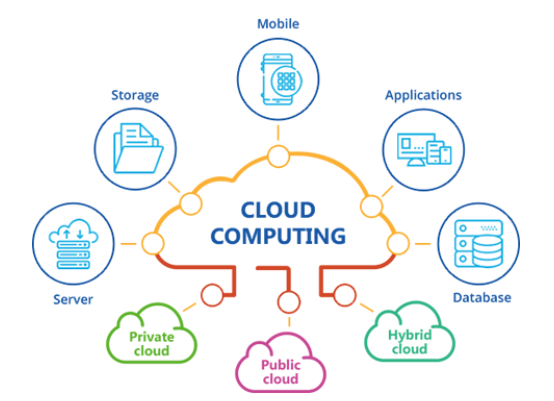 Mobile
Storage
Applications
CLOUD
COMPUTING
Server
Database
Private
cloud
Public
cloud
Hybrid
cloud